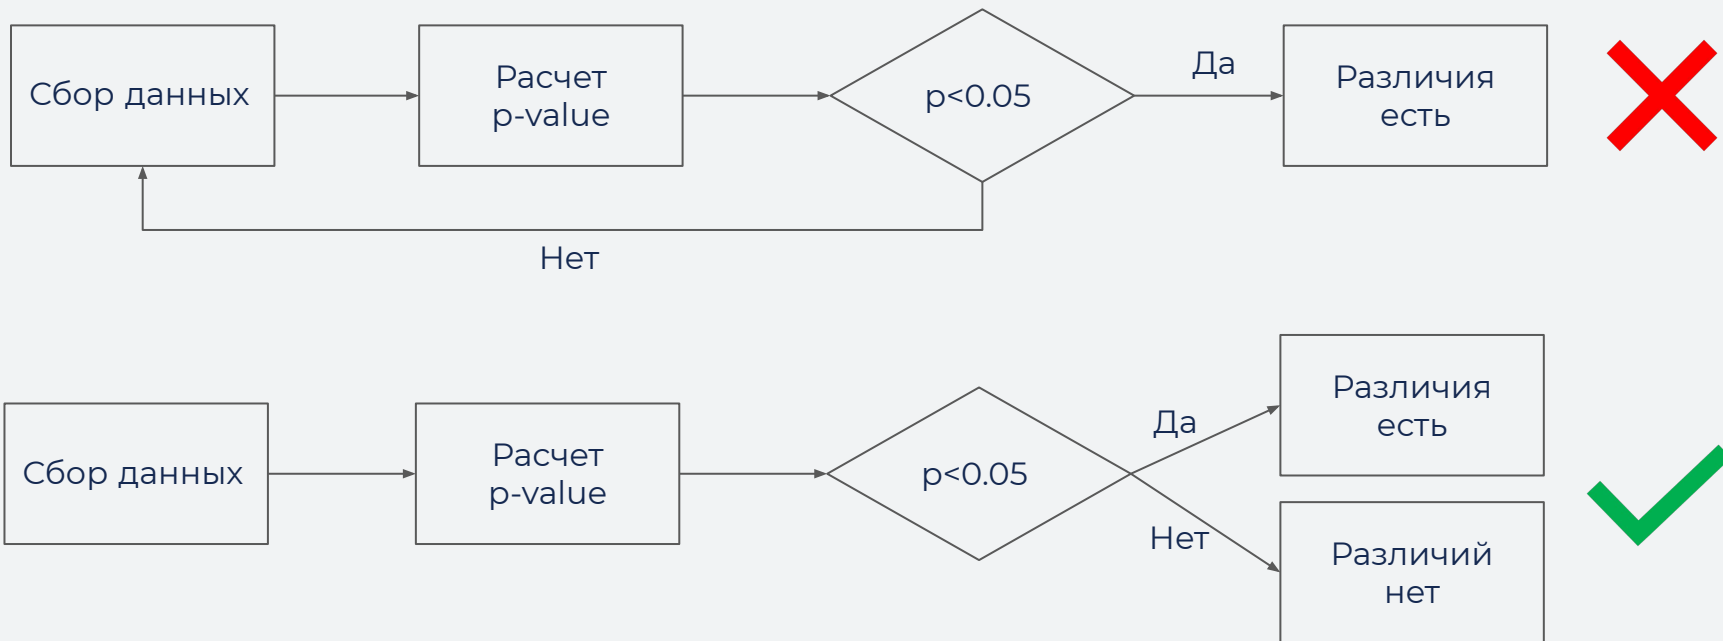 Сбор данных
Расчет
p-value
p<0.05
Да
Различия
есть
Нет
Сбор данных
Расчет
p-value
p<0.05
Да
Нет
Различия
есть
Различий
нет